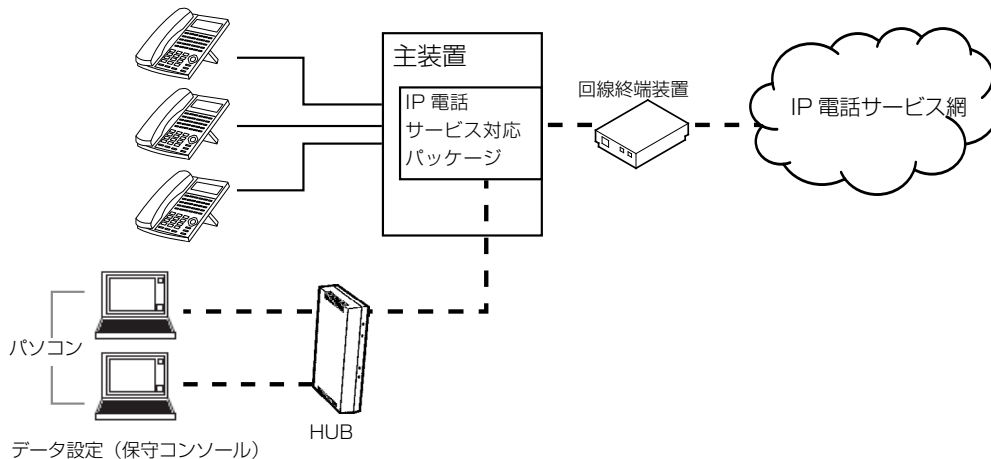 主装置
IP 電話
サービス対応
パッケージ
回線終端装置
IP 電話サービス網
パソコン
HUB
データ設定（保守コンソール）